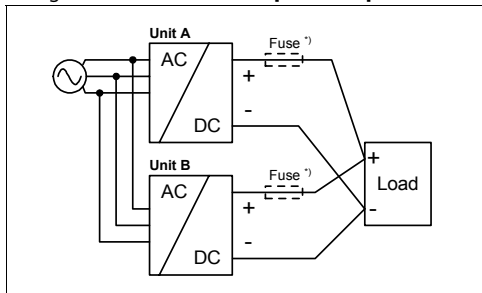 Unit A
AC
DC
Fuse *)
+
-
Unit B
AC
DC
Fuse *)
+
-
+
-
Load